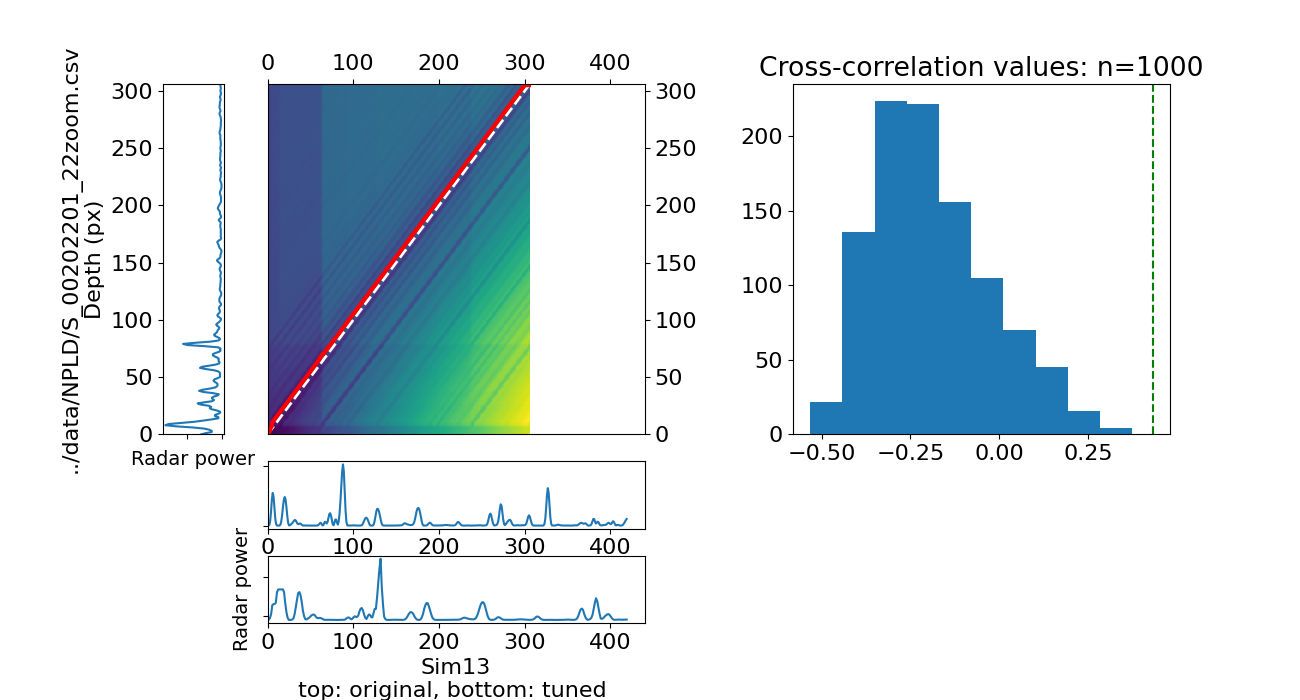 0 100 200 300 400
Cross-correlation values: n=1000
../data/NPLD/S_00202201_22zoom.csv
Depth (px)
300
250
200
150
100
50
0
300
250
200
150
100
50
0
200
150
100
50
0
−0.50 −0.25 0.00 0.25
Radar power
0 100 200 300 400
Radar power
0 100 200 300 400
Sim13
top: original, bottom: tuned